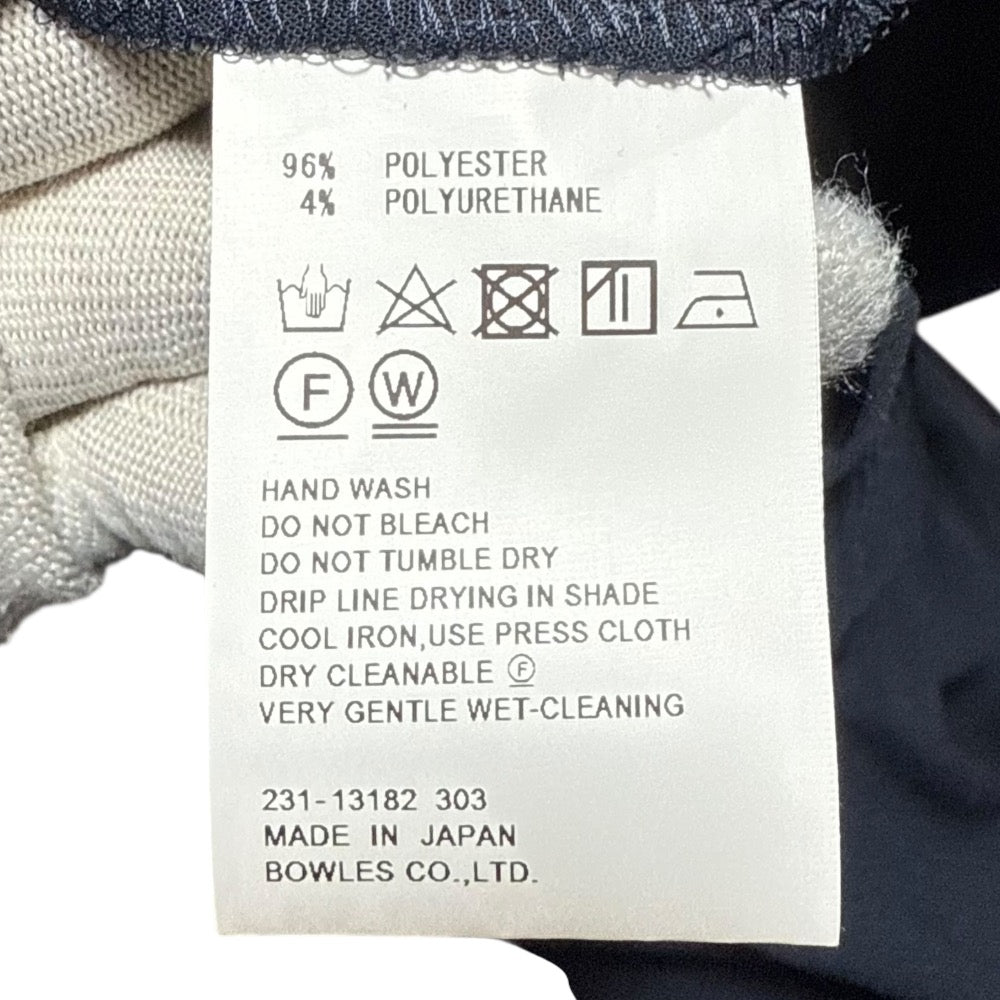 96% POLYESTER
4% POLYURETHANE
F W
HAND WASH
DO NOT BLEACH
DO NOT TUMBLE DRY
DRIP LINE DRYING IN SHADE
COOL IRON,USE PRESS CLOTH
DRY CLEANABLE Ⓕ
VERY GENTLE WET-CLEANING
231-13182 303
MADE IN JAPAN
BOWLES CO.,LTD.